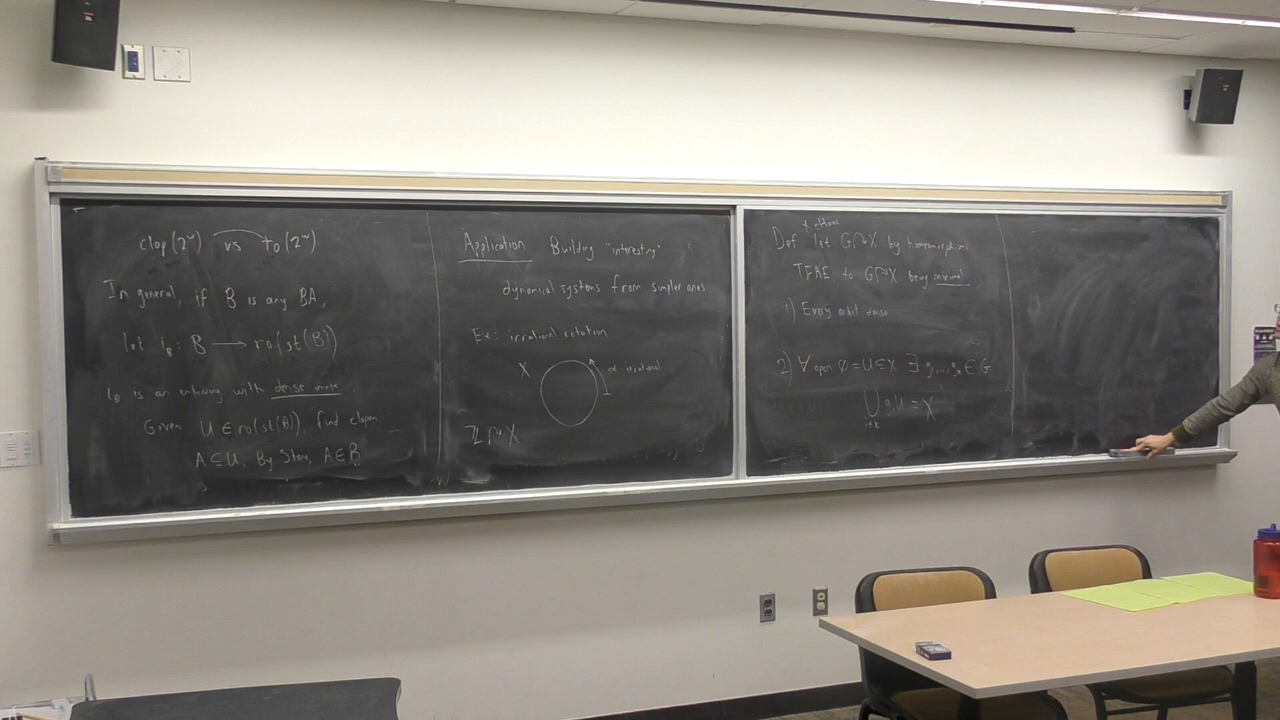 clop(2^ω) vs ro(2^ω)
In general, if B is any BA,
let i_B: B → ro(st(B))
i_B is an embedding with dense image.
Given U ∈ ro(st(B)), find clopen
A ⊆ U. By Stone, A ∈ B
Application Building "interesting"
dynamical systems from simpler ones
Ex: irrational rotation
X α irrational
ℤ ↷ X
Def let G ↷ X by homeomorphisms
TFAE to G ↷ X being minimal
1) Every orbit dense
2) ∀ open ∅ ≠ U ⊆ X ∃ g_1,...,g_k ∈ G
⋃ g_i U = X
i≤k